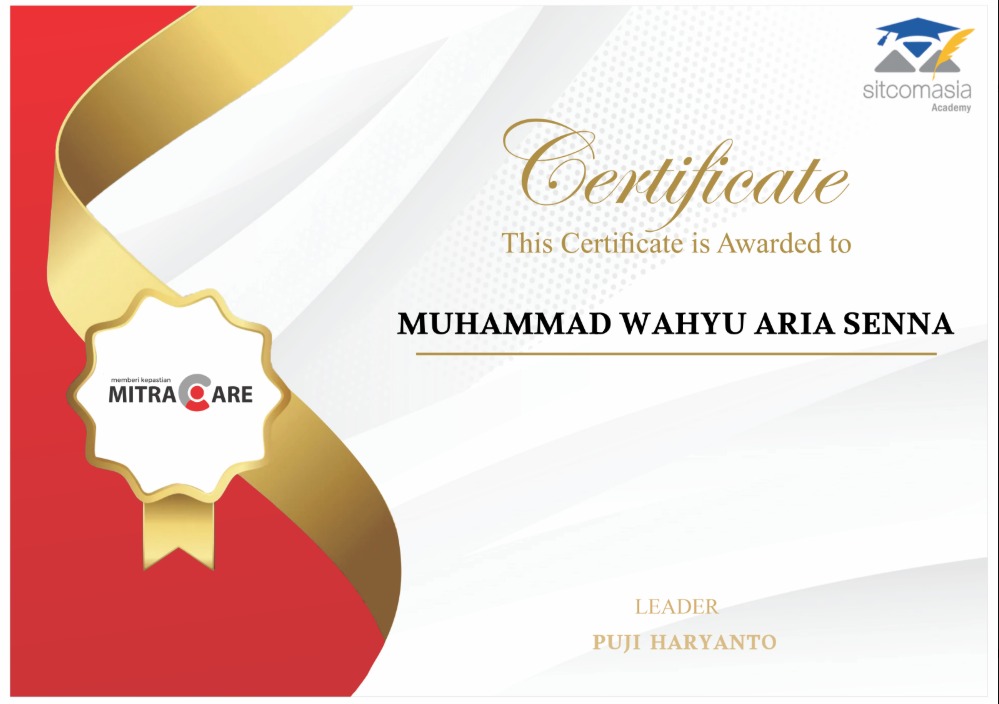 sitcomasia
Academy
Certificate
This Certificate is Awarded to
MUHAMMAD WAHYU ARIA SENNA
memberi kepastian
MITRA CARE
LEADER
PUJI HARYANTO